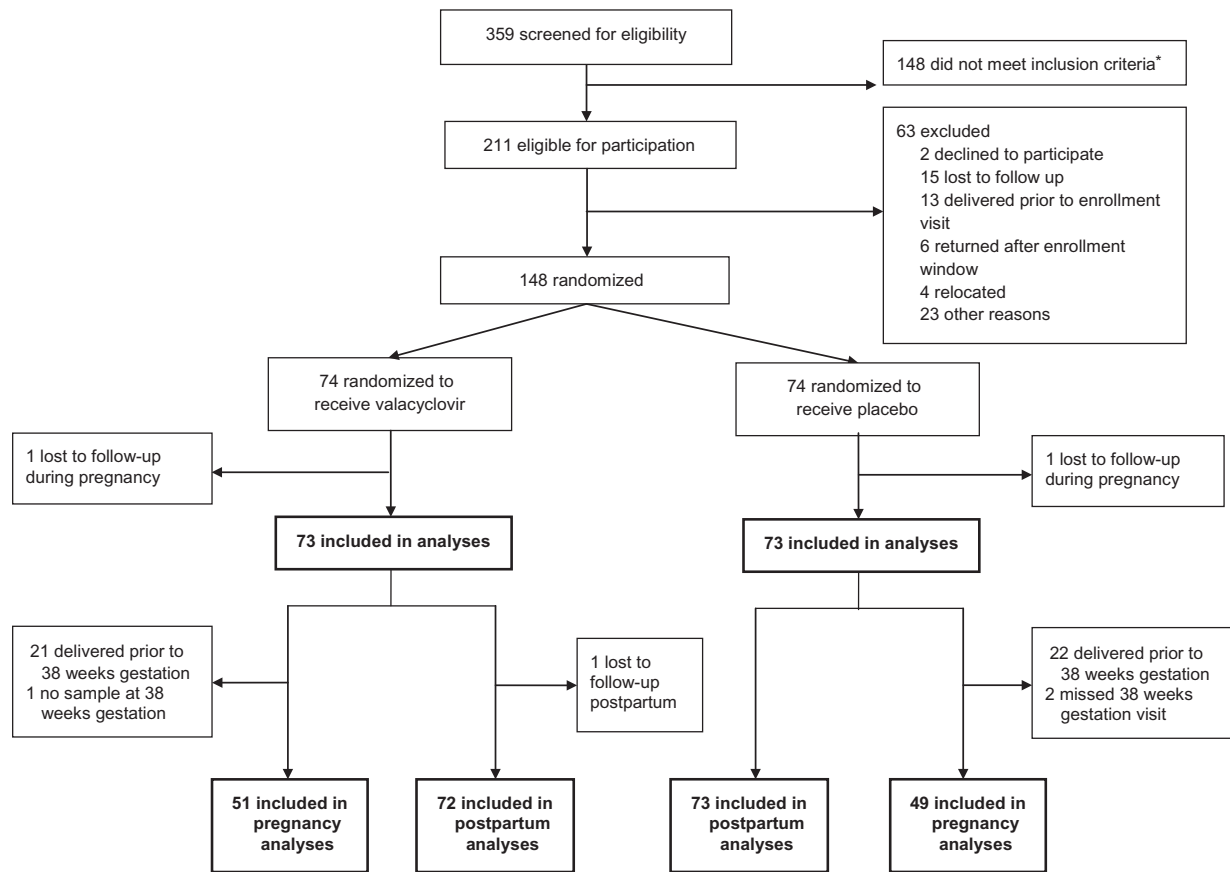 359 screened for eligibility
148 did not meet inclusion criteria*
211 eligible for participation
63 excluded
2 declined to participate
15 lost to follow up
13 delivered prior to enrollment
visit
6 returned after enrollment
window
4 relocated
23 other reasons
148 randomized
74 randomized to
receive valacyclovir
74 randomized to
receive placebo
1 lost to follow-up
during pregnancy
1 lost to follow-up
during pregnancy
73 included in analyses
73 included in analyses
21 delivered prior to
38 weeks gestation
1 no sample at 38
weeks gestation
1 lost to
follow-up
postpartum
22 delivered prior to
38 weeks gestation
2 missed 38 weeks
gestation visit
51 included in
pregnancy
analyses
72 included in
postpartum
analyses
73 included in
postpartum
analyses
49 included in
pregnancy
analyses